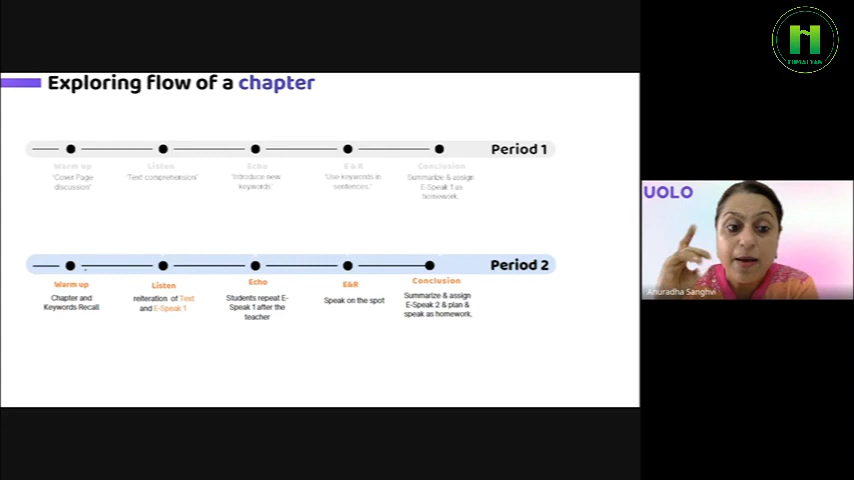 Exploring flow of a chapter
Period 1
Warm up
'Cover Page
discussion'
Listen
'Text comprehension'
Echo
'Introduce new
keywords'
E&R
'Use keywords in
sentences.'
Conclusion
Summarize & assign
E-Speak 1 as
homework.
Period 2
Warm up
Chapter and
Keywords Recall
Listen
reiteration of Text
and E-Speak 1
Echo
Students repeat E-
Speak 1 after the
teacher
E&R
Speak on the spot
Conclusion
Summarize & assign
E-Speak 2 & plan &
speak as homework.
UOLO
Anuradha Sanghvi